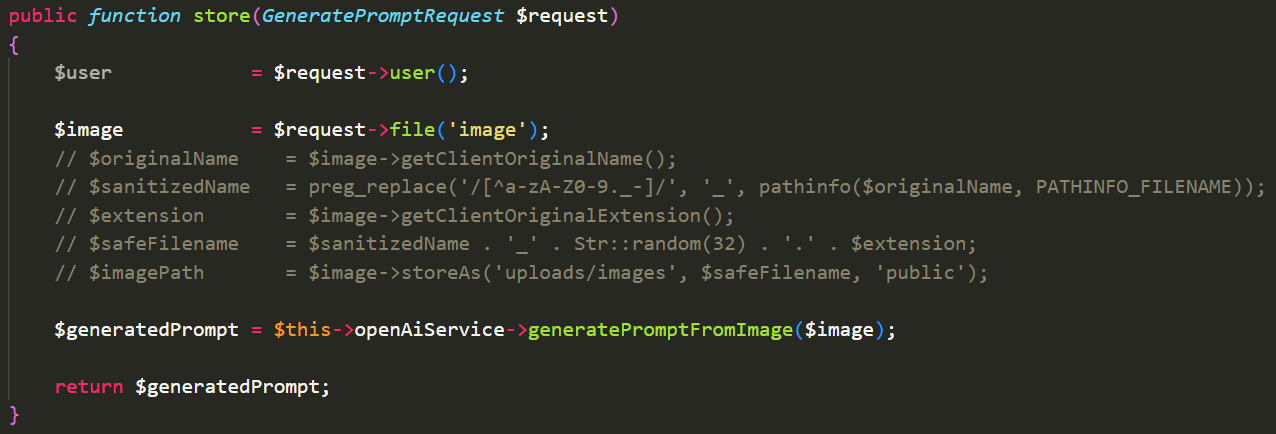 public function store(GeneratePromptRequest $request)
{
    $user            = $request->user();

    $image           = $request->file('image');
    // $originalName    = $image->getClientOriginalName();
    // $sanitizedName   = preg_replace('/[^a-zA-Z0-9._-]/', '_', pathinfo($originalName, PATHINFO_FILENAME));
    // $extension       = $image->getClientOriginalExtension();
    // $safeFilename    = $sanitizedName . '_' . Str::random(32) . '.' . $extension;
    // $imagePath       = $image->storeAs('uploads/images', $safeFilename, 'public');

    $generatedPrompt = $this->openAiService->generatePromptFromImage($image);

    return $generatedPrompt;
}